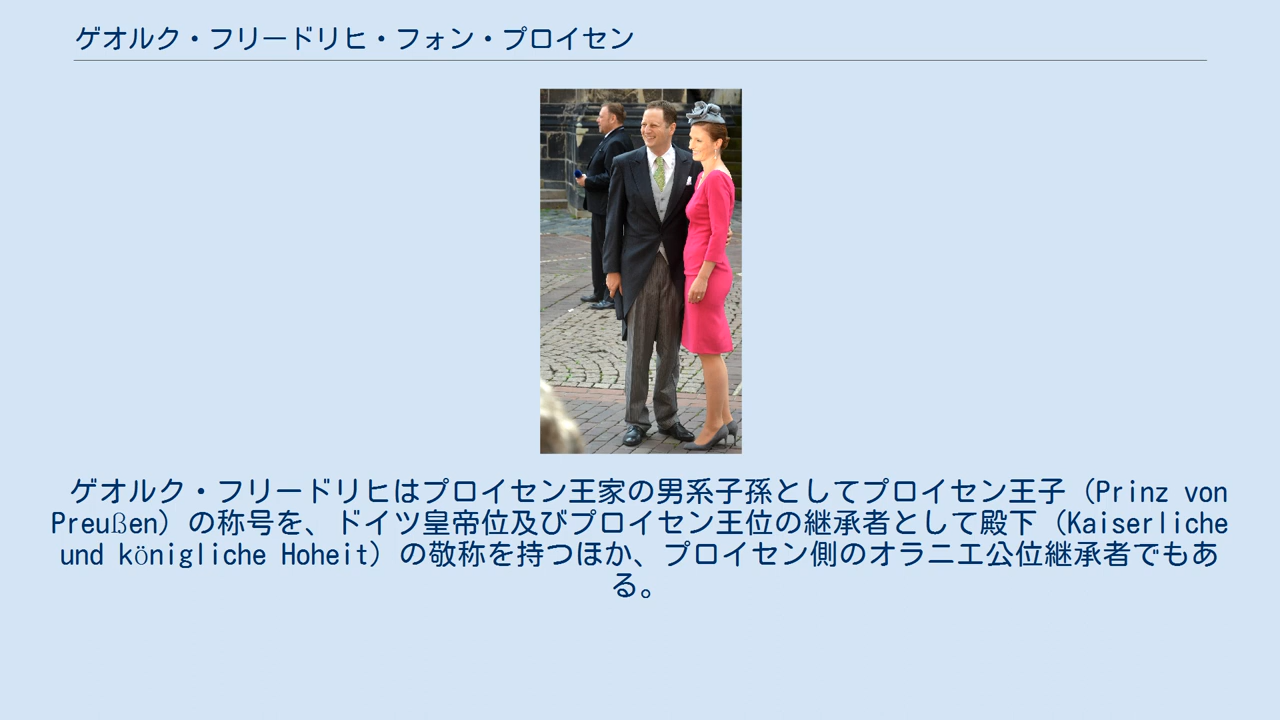 ゲオルク・フリードリヒ・フォン・プロイセン
ゲオルク・フリードリヒはプロイセン王家の男系子孫としてプロイセン王子（Prinz von
Preußen）の称号を、ドイツ皇帝位及びプロイセン王位の継承者として殿下（Kaiserliche
und königliche Hoheit）の敬称を持つほか、プロイセン側のオラニエ公位継承者でもあ
る。